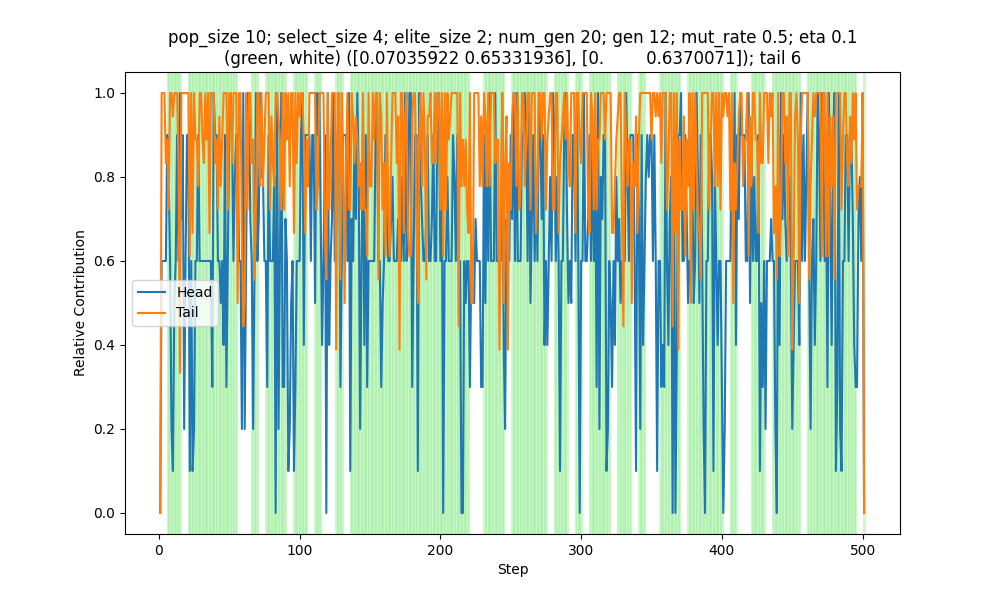 pop_size 10; select_size 4; elite_size 2; num_gen 20; gen 12; mut_rate 0.5; eta 0.1
(green, white) ([0.07035922 0.65331936], [0.         0.6370071]); tail 6
1.0
0.8
0.6
0.4
0.2
0.0
Relative Contribution
Head
Tail
0
100
200
300
400
500
Step